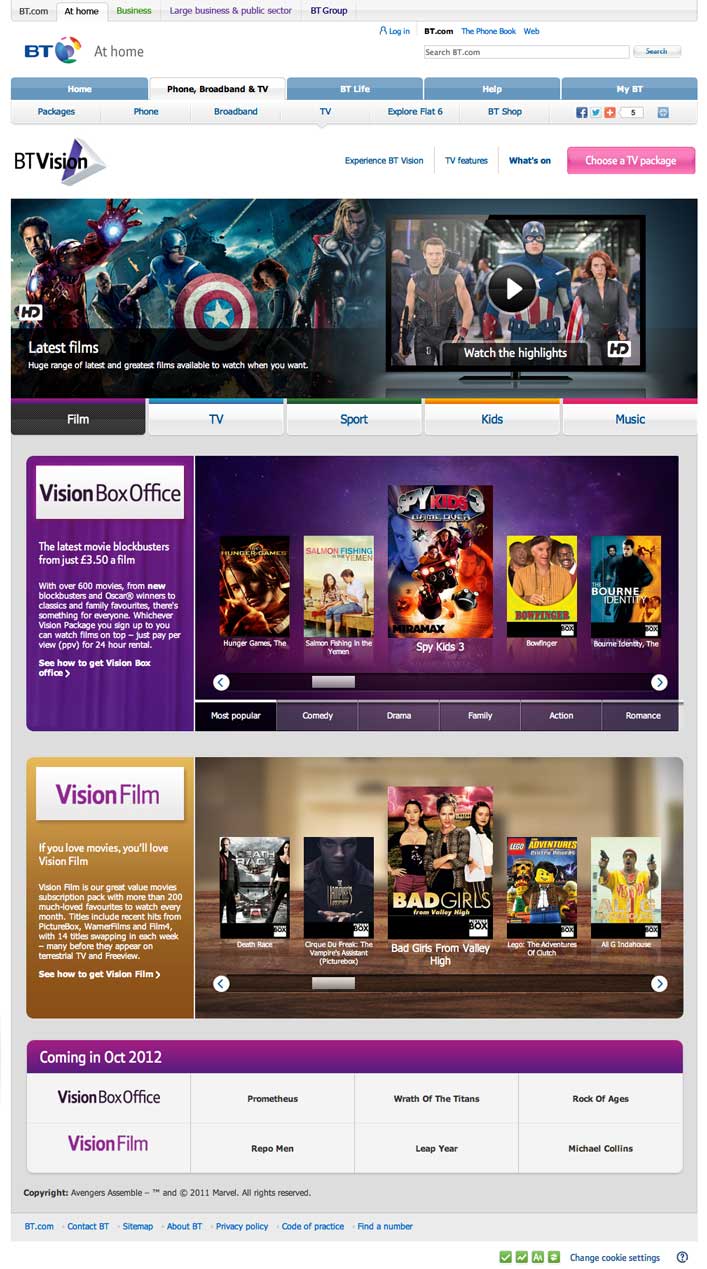 BT.com At home Business Large business & public sector BT Group
Log in BT.com The Phone Book Web
BT At home
Search BT.com Search
Home Phone, Broadband & TV BT Life Help My BT
Packages Phone Broadband TV Explore Flat 6 BT Shop 5
BTVision
Experience BT Vision TV features What's on Choose a TV package
HD
Latest films
Huge range of latest and greatest films available to watch when you want.
Watch the highlights HD
Film TV Sport Kids Music
Vision Box Office
The latest movie blockbusters
from just £3.50 a film
With over 600 movies, from new
blockbusters and Oscar® winners to
classics and family favourites, there's
something for everyone. Whichever
Vision Package you sign up to you
can watch films on top – just pay per
view (ppv) for 24 hour rental.
See how to get Vision Box
office
THE HUNGER GAMES
SALMON FISHING
IN THE YEMEN
SPY KIDS 3
GAME OVER
MIRAMAX
BOWFINGER
BOX
THE BOURNE
IDENTITY
BOX
Hunger Games, The
Salmon Fishing In the
Yemen
Spy Kids 3
Bowfinger
Bourne Identity, The
Most popular Comedy Drama Family Action Romance
Vision Film
If you love movies, you'll love
Vision Film
Vision Film is our great value movies
subscription pack with more than 200
much-loved favourites to watch every
month. Titles include recent hits from
PictureBox, WarnerFilms and Film4,
with 14 titles swapping in each week
– many before they appear on
terrestrial TV and Freeview.
See how to get Vision Film
DEATH RACE
BOX
BOX
BAD GIRLS
from Valley High
PICTURE
BOX
LEGO THE ADVENTURES
OF CLUTCH POWERS
BOX
BOX
Death Race
Cirque Du Freak: The
Vampire's Assistant
(Picturebox)
Bad Girls From Valley
High
Lego: The Adventures
Of Clutch
Ali G Indahouse
Coming in Oct 2012
Vision Box Office Prometheus Wrath Of The Titans Rock Of Ages
Vision Film Repo Men Leap Year Michael Collins
Copyright: Avengers Assemble – ™ and © 2011 Marvel. All rights reserved.
BT.com Contact BT Sitemap About BT Privacy policy Code of practice Find a number
Change cookie settings ?